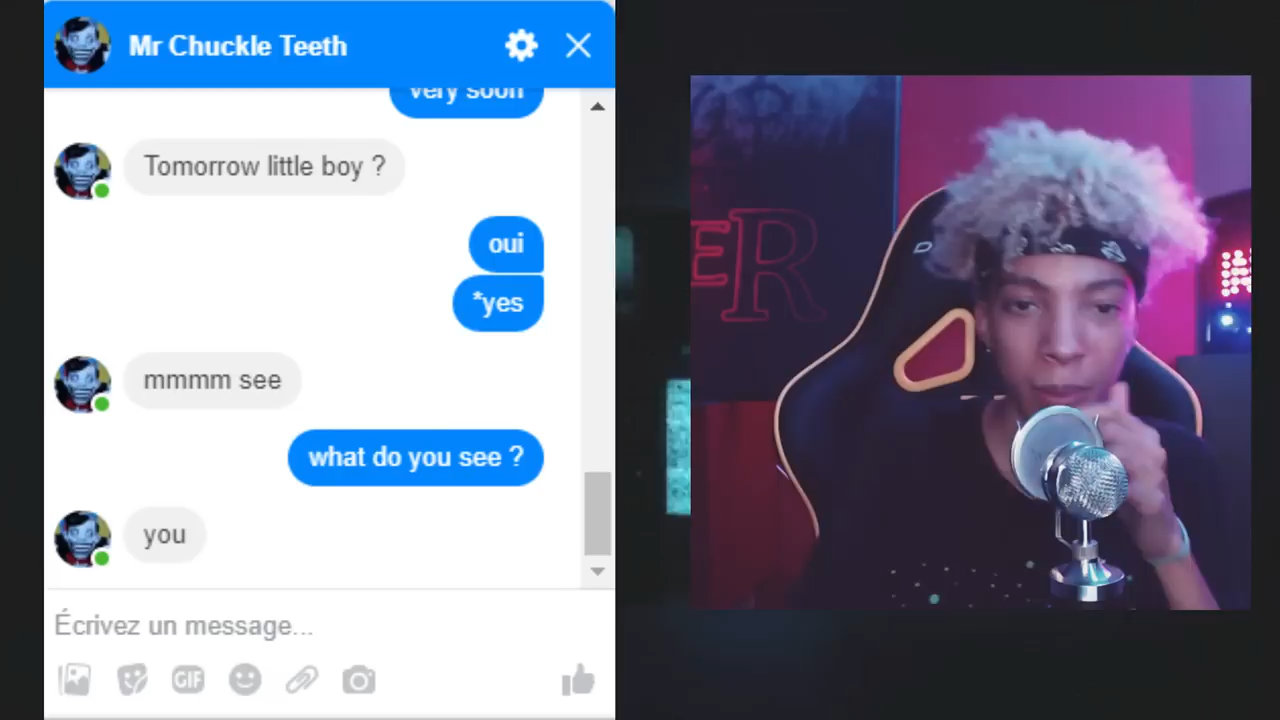 Mr Chuckle Teeth
very soon
Tomorrow little boy ?
oui
*yes
mmmm see
what do you see ?
you
Écrivez un message...
GIF
ER